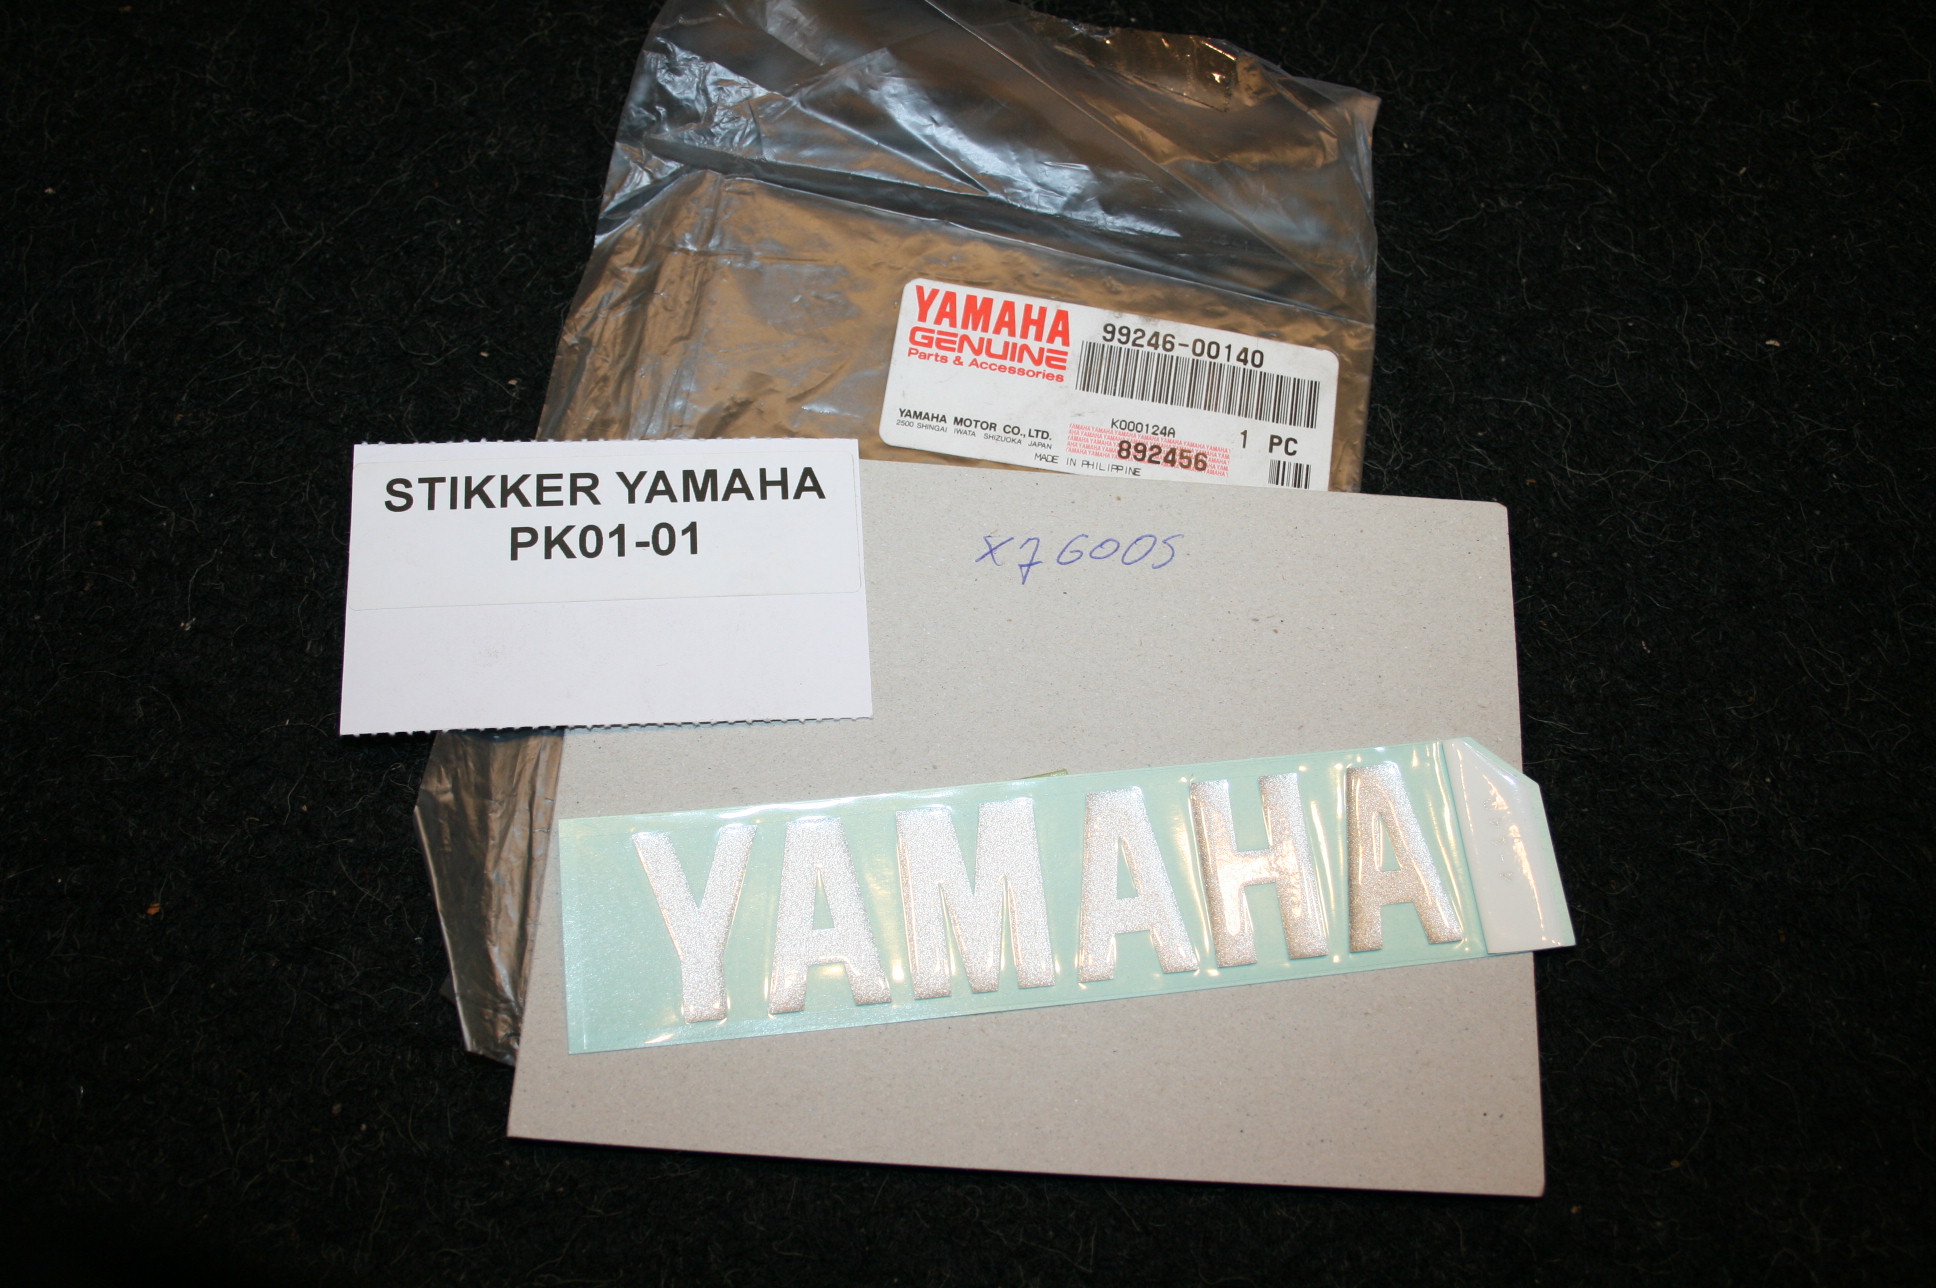 YAMAHA
GENUINE
Parts & Accessories
99246-00140
YAMAHA MOTOR CO., LTD.
2500 SHINGAI IWATA SHIZUOKA JAPAN
K000124A
1 PC
892456
MADE IN PHILIPPINE
STIKKER YAMAHA
PK01-01
X7600S
YAMAHA